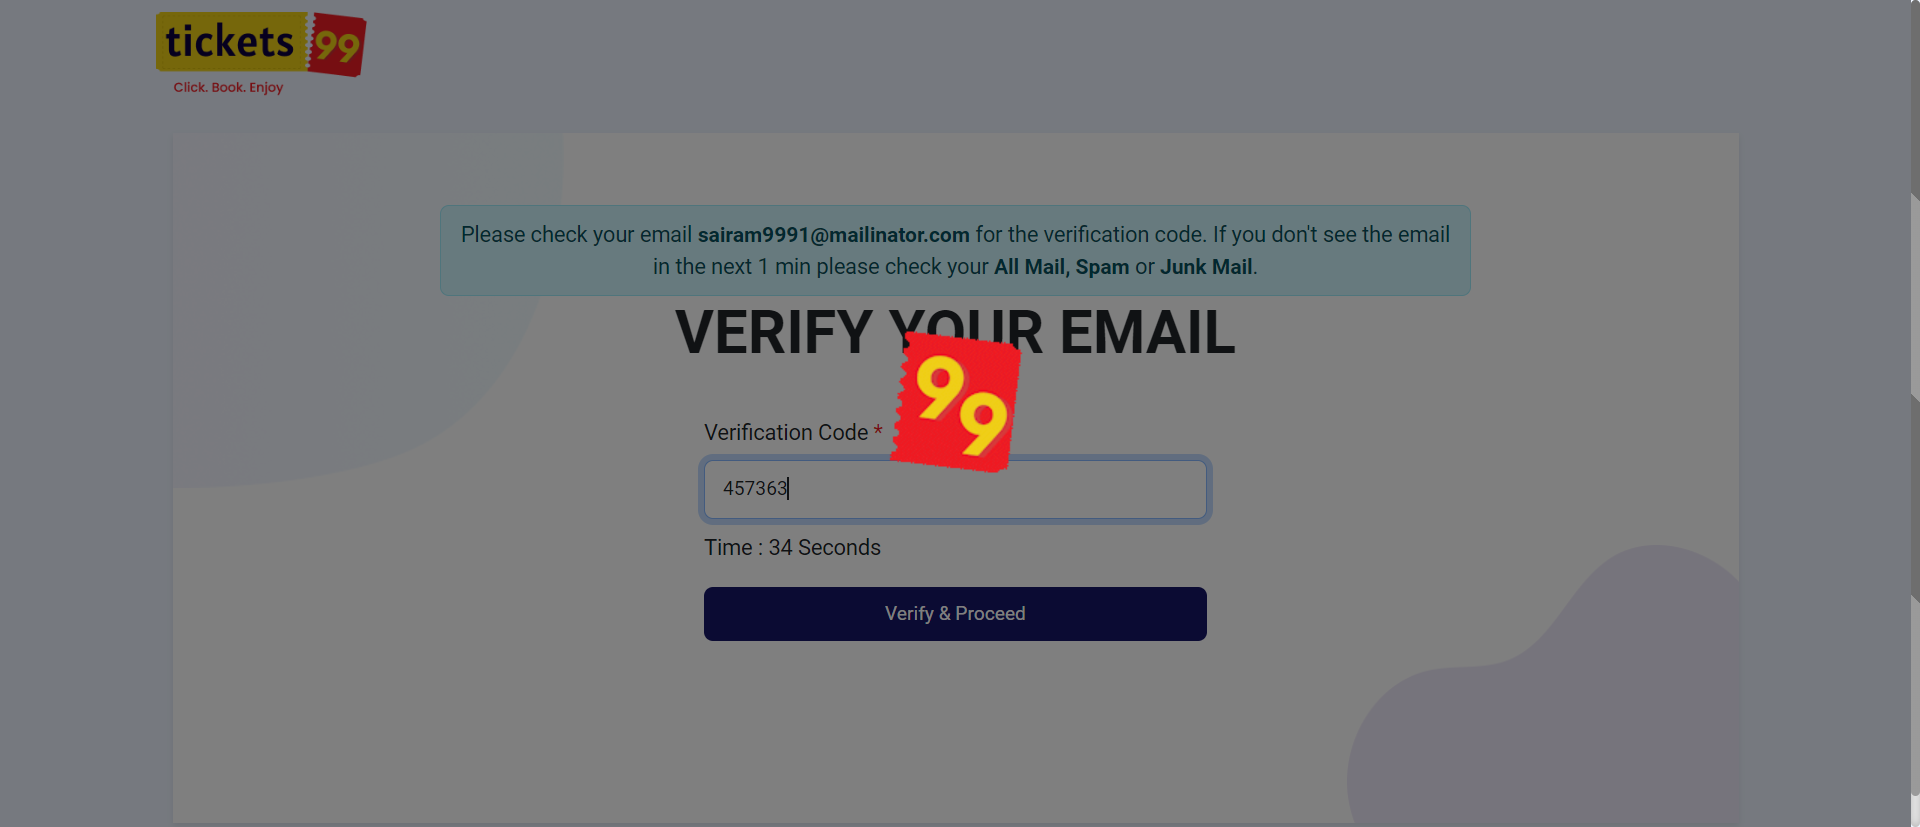 tickets 99
Click. Book. Enjoy
Please check your email sairam9991@mailinator.com for the verification code. If you don't see the email
in the next 1 min please check your All Mail, Spam or Junk Mail.
VERIFY YOUR EMAIL
99
Verification Code *
457363
Time : 34 Seconds
Verify & Proceed